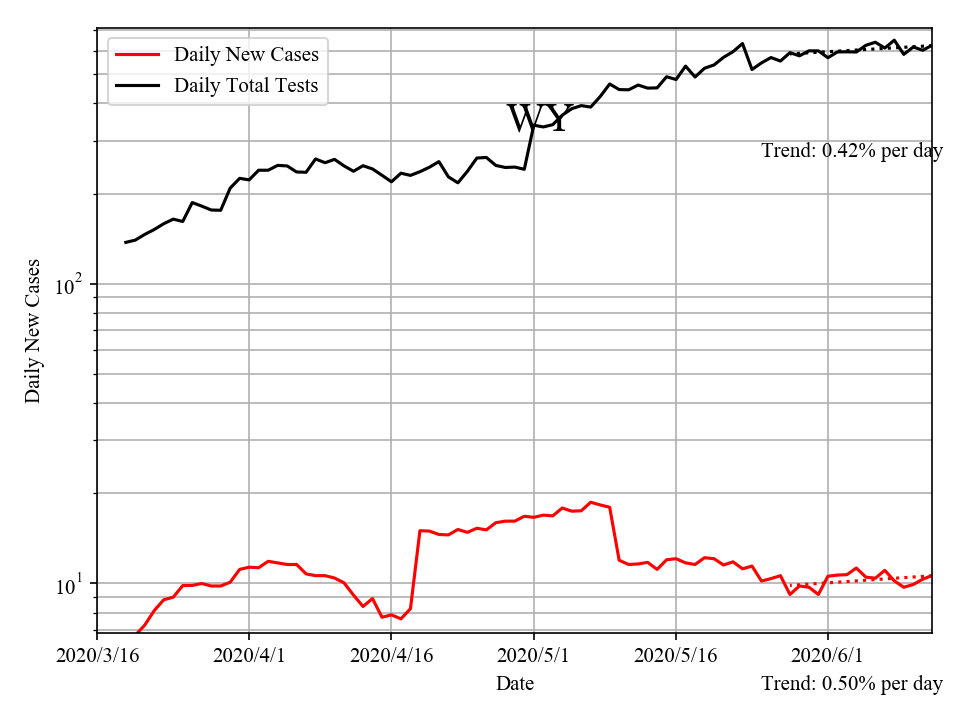 Daily New Cases
Daily Total Tests
WY
Trend: 0.42% per day
Daily New Cases
10²
10¹
2020/3/16
2020/4/1
2020/4/16
2020/5/1
2020/5/16
2020/6/1
Date
Trend: 0.50% per day